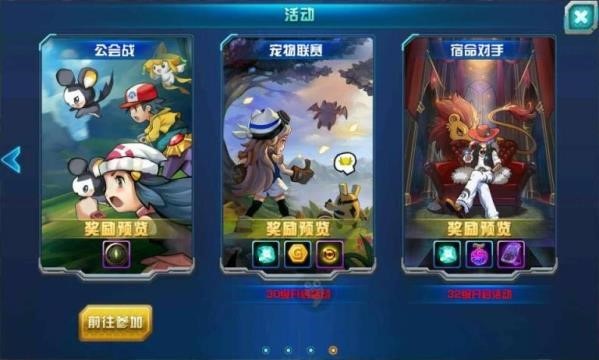 活动
公会战
宠物联赛
宿命对手
奖励预览
奖励预览
奖励预览
30级开启活动
32级开启活动
前往参加